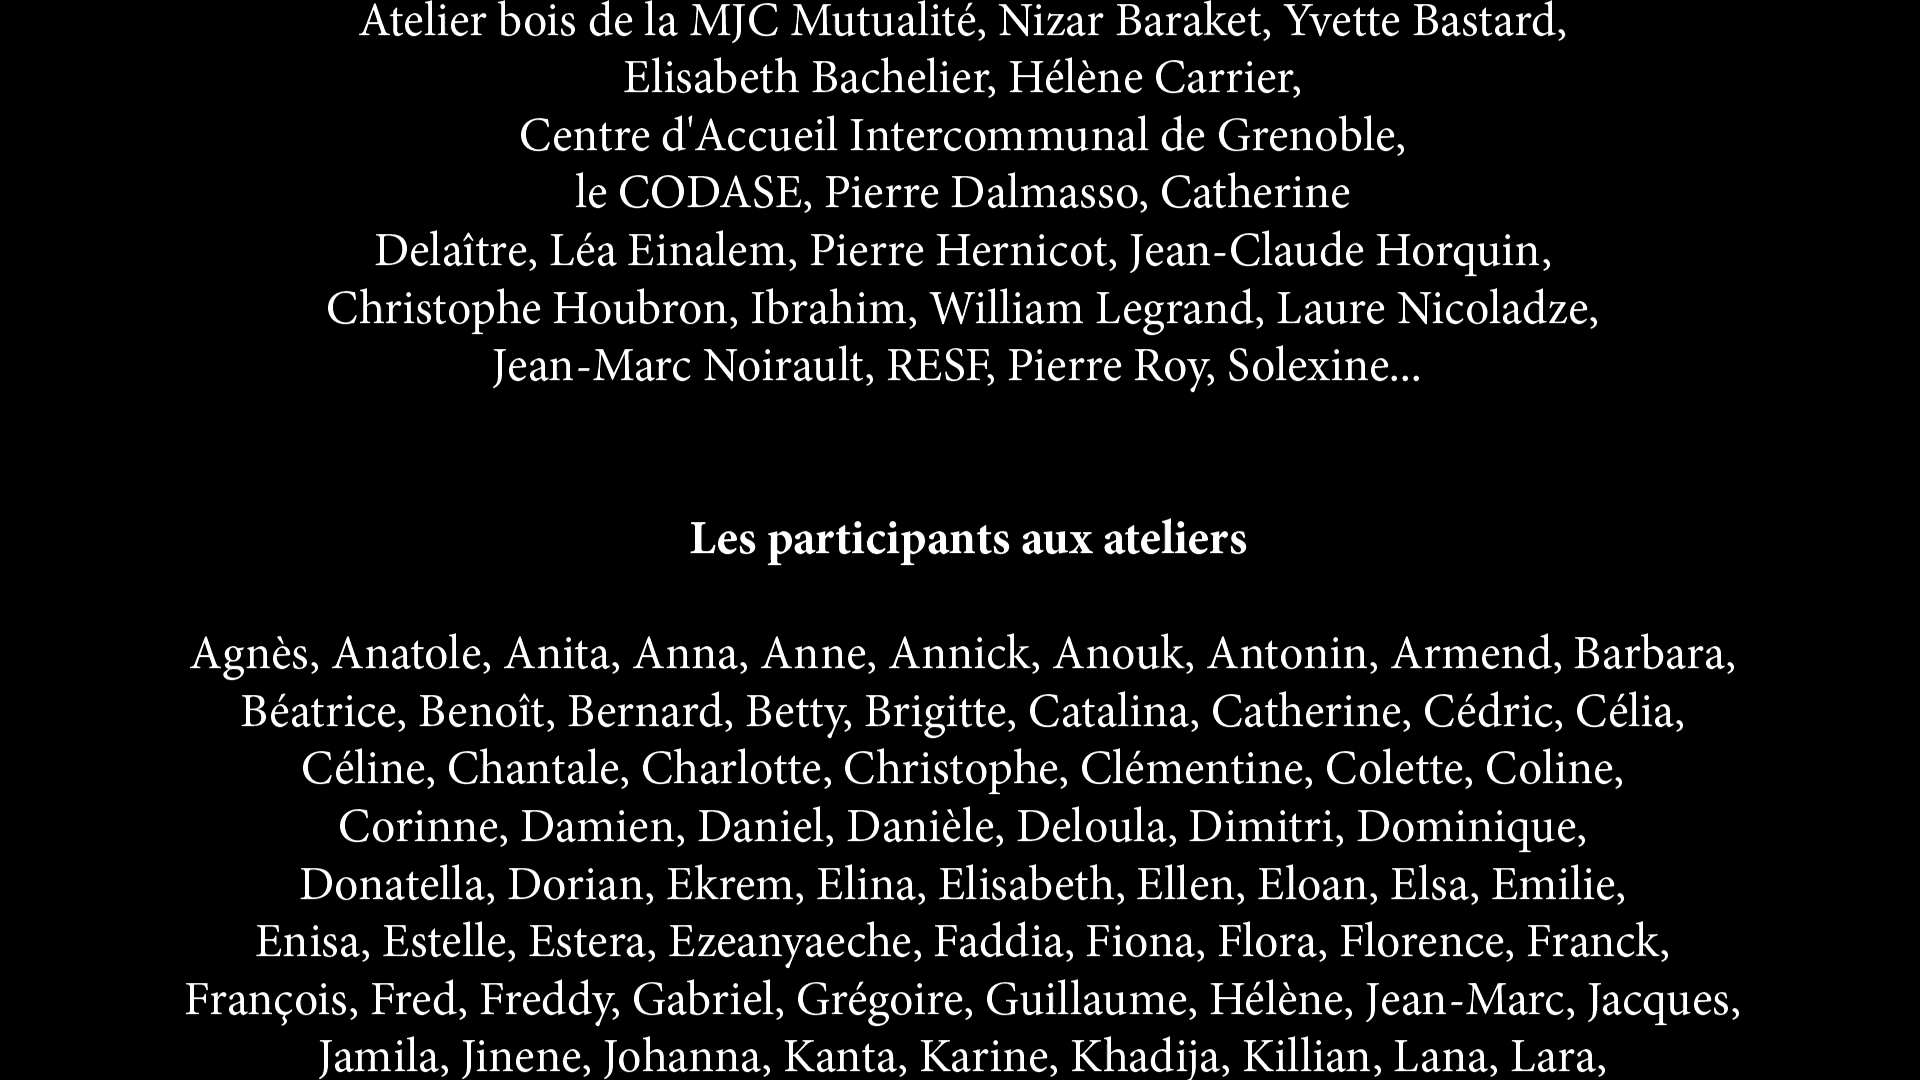 Atelier bois de la MJC Mutualité, Nizar Baraket, Yvette Bastard,
Elisabeth Bachelier, Hélène Carrier,
Centre d'Accueil Intercommunal de Grenoble,
le CODASE, Pierre Dalmasso, Catherine
Delaître, Léa Einalem, Pierre Hernicot, Jean-Claude Horquin,
Christophe Houbron, Ibrahim, William Legrand, Laure Nicoladze,
Jean-Marc Noirault, RESF, Pierre Roy, Solexine...
Les participants aux ateliers
Agnès, Anatole, Anita, Anna, Anne, Annick, Anouk, Antonin, Armend, Barbara,
Béatrice, Benoît, Bernard, Betty, Brigitte, Catalina, Catherine, Cédric, Célia,
Céline, Chantale, Charlotte, Christophe, Clémentine, Colette, Coline,
Corinne, Damien, Daniel, Danièle, Deloula, Dimitri, Dominique,
Donatella, Dorian, Ekrem, Elina, Elisabeth, Ellen, Eloan, Elsa, Emilie,
Enisa, Estelle, Estera, Ezeanyaeche, Faddia, Fiona, Flora, Florence, Franck,
François, Fred, Freddy, Gabriel, Grégoire, Guillaume, Hélène, Jean-Marc, Jacques,
Jamila, Jinene, Johanna, Kanta, Karine, Khadija, Killian, Lana, Lara,